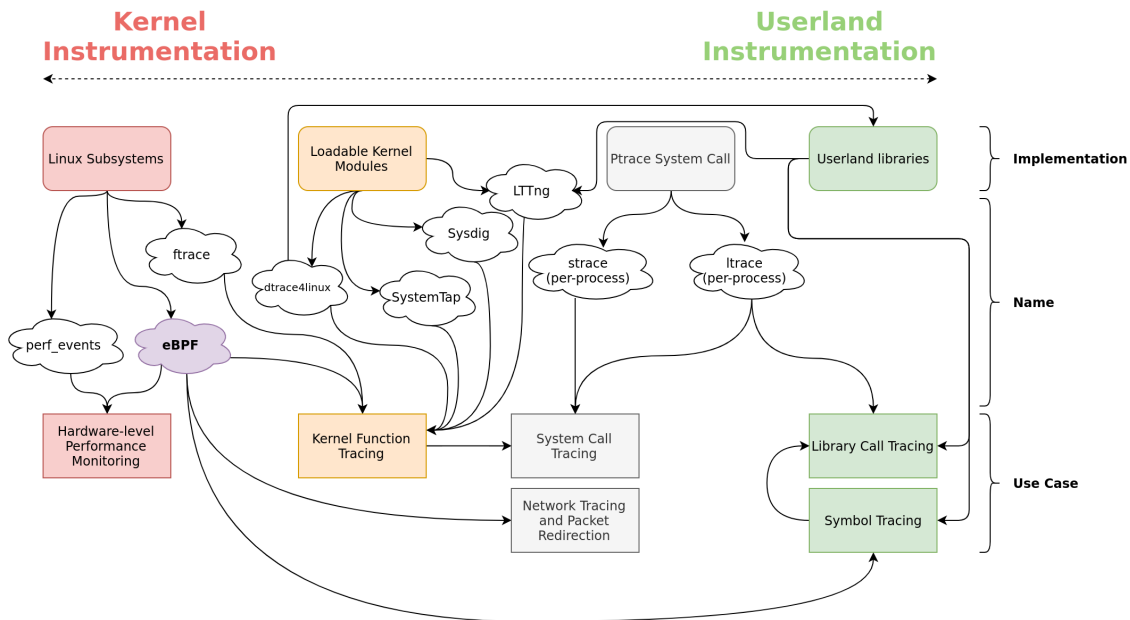 Kernel
Instrumentation
Userland
Instrumentation
Linux Subsystems
Loadable Kernel
Modules
Ptrace System Call
Userland libraries
Implementation
LTTng
Sysdig
ftrace
strace
(per-process)
ltrace
(per-process)
dtrace4linux
SystemTap
Name
perf_events
eBPF
Hardware-level
Performance
Monitoring
Kernel Function
Tracing
System Call
Tracing
Library Call Tracing
Use Case
Network Tracing
and Packet
Redirection
Symbol Tracing